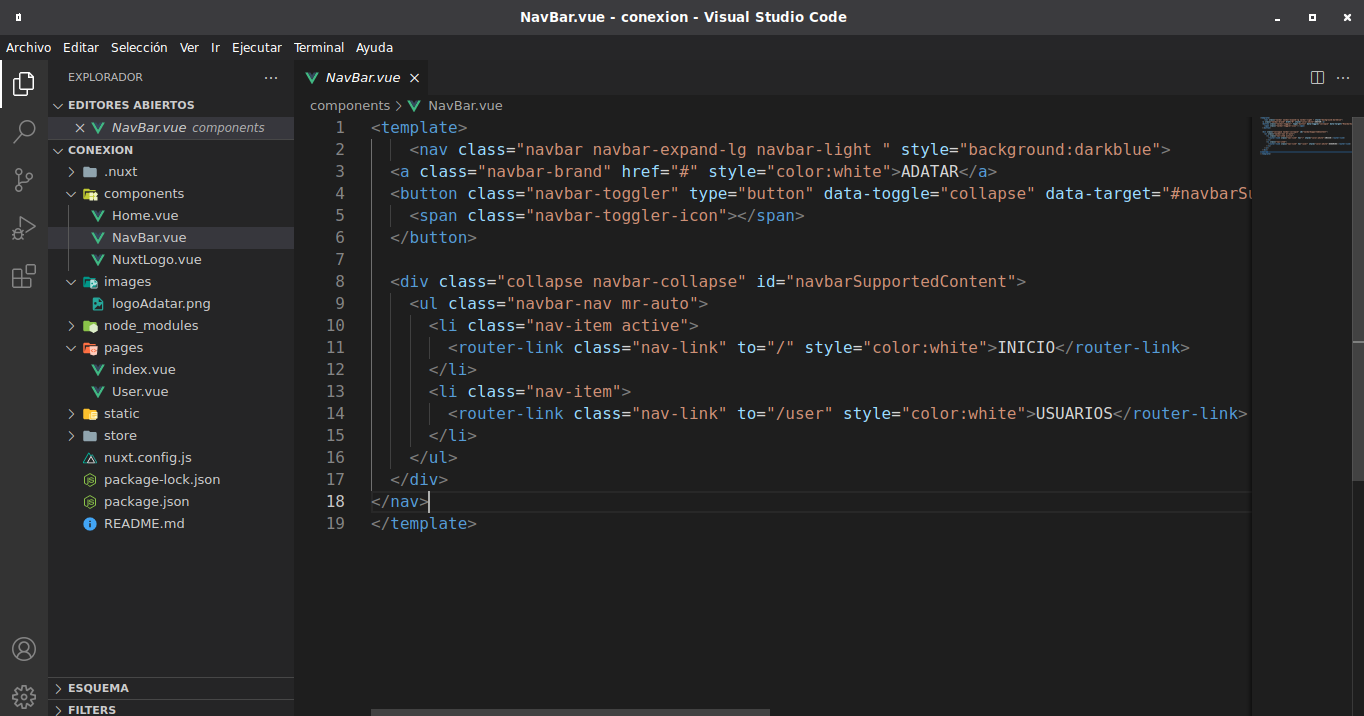 NavBar.vue - conexion - Visual Studio Code
Archivo Editar Selección Ver Ir Ejecutar Terminal Ayuda
EXPLORADOR
EDITORES ABIERTOS
NavBar.vue components
CONEXION
.nuxt
components
Home.vue
NavBar.vue
NuxtLogo.vue
images
logoAdatar.png
node_modules
pages
index.vue
User.vue
static
store
nuxt.config.js
package-lock.json
package.json
README.md
ESQUEMA
FILTERS
NavBar.vue
components > NavBar.vue
1 <template>
2 <nav class="navbar navbar-expand-lg navbar-light " style="background:darkblue">
3 <a class="navbar-brand" href="#" style="color:white">ADATAR</a>
4 <button class="navbar-toggler" type="button" data-toggle="collapse" data-target="#navbarSu
5 <span class="navbar-toggler-icon"></span>
6 </button>
7
8 <div class="collapse navbar-collapse" id="navbarSupportedContent">
9 <ul class="navbar-nav mr-auto">
10 <li class="nav-item active">
11 <router-link class="nav-link" to="/" style="color:white">INICIO</router-link>
12 </li>
13 <li class="nav-item">
14 <router-link class="nav-link" to="/user" style="color:white">USUARIOS</router-link>
15 </li>
16 </ul>
17 </div>
18 </nav>
19 </template>